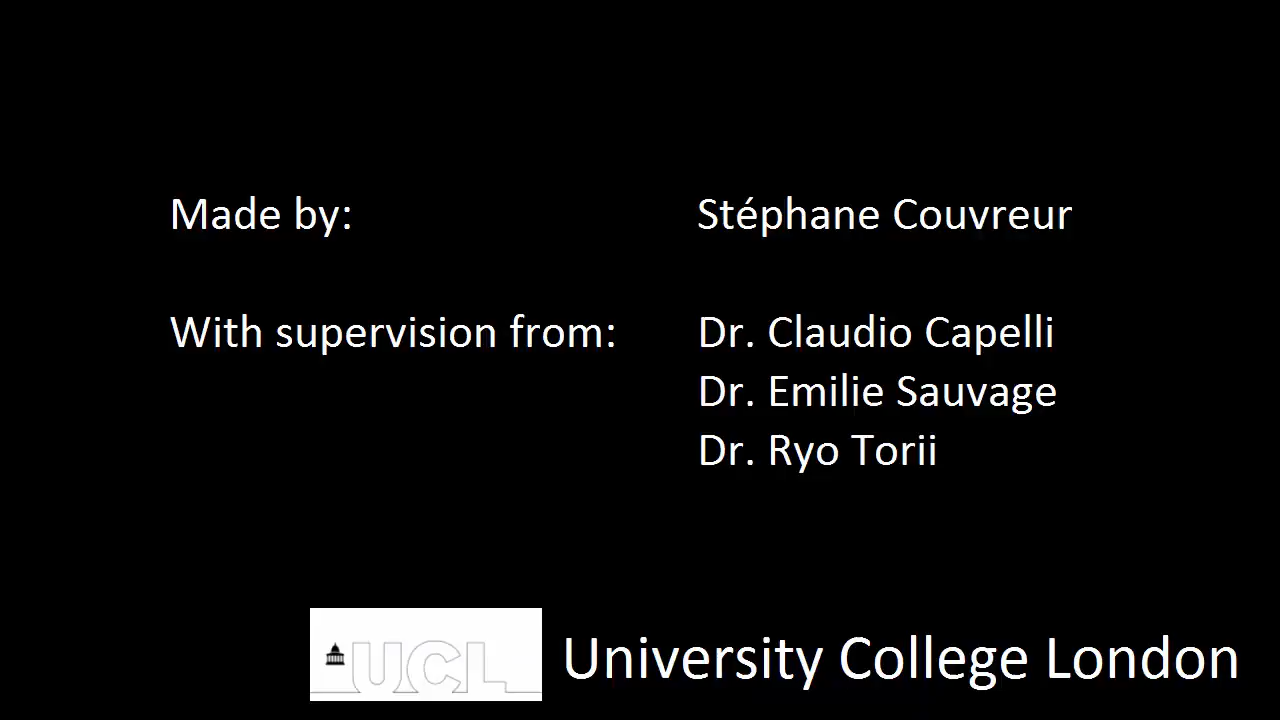 Made by: Stéphane Couvreur
With supervision from: Dr. Claudio Capelli
Dr. Emilie Sauvage
Dr. Ryo Torii
UCL University College London